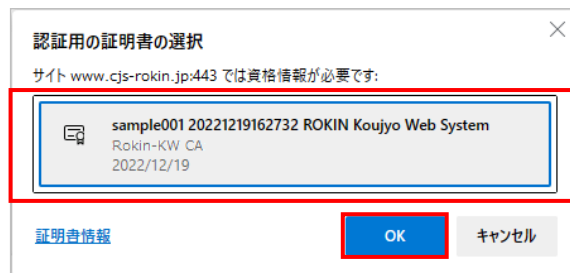 認証用の証明書の選択
サイト www.cjs-rokin.jp:443 では資格情報が必要です:
sample001 20221219162732 ROKIN Koujyo Web System
Rokin-KW CA
2022/12/19
証明書情報
OK
キャンセル